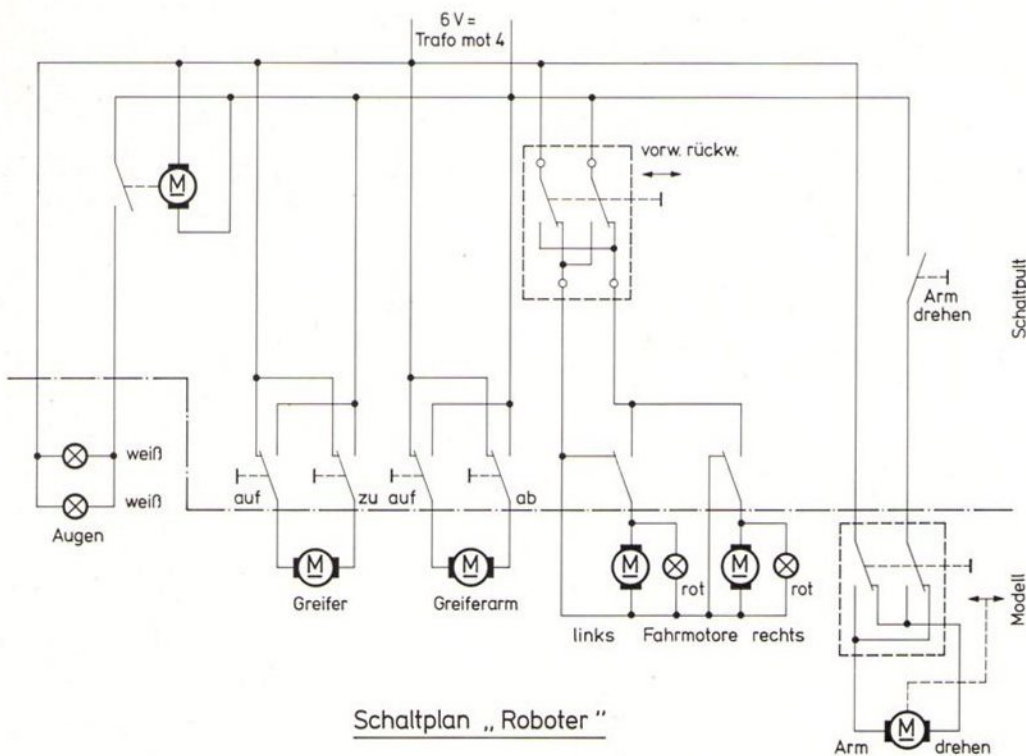 6 V =
Trafo mot 4
vorw. rückw.
M
Arm
drehen
Schaltpult
weiß
weiß
Augen
auf
zu
auf
ab
M
Greifer
M
Greiferarm
M
rot
M
rot
links Fahrmotore rechts
Modell
Schaltplan „Roboter"
Arm
M
drehen